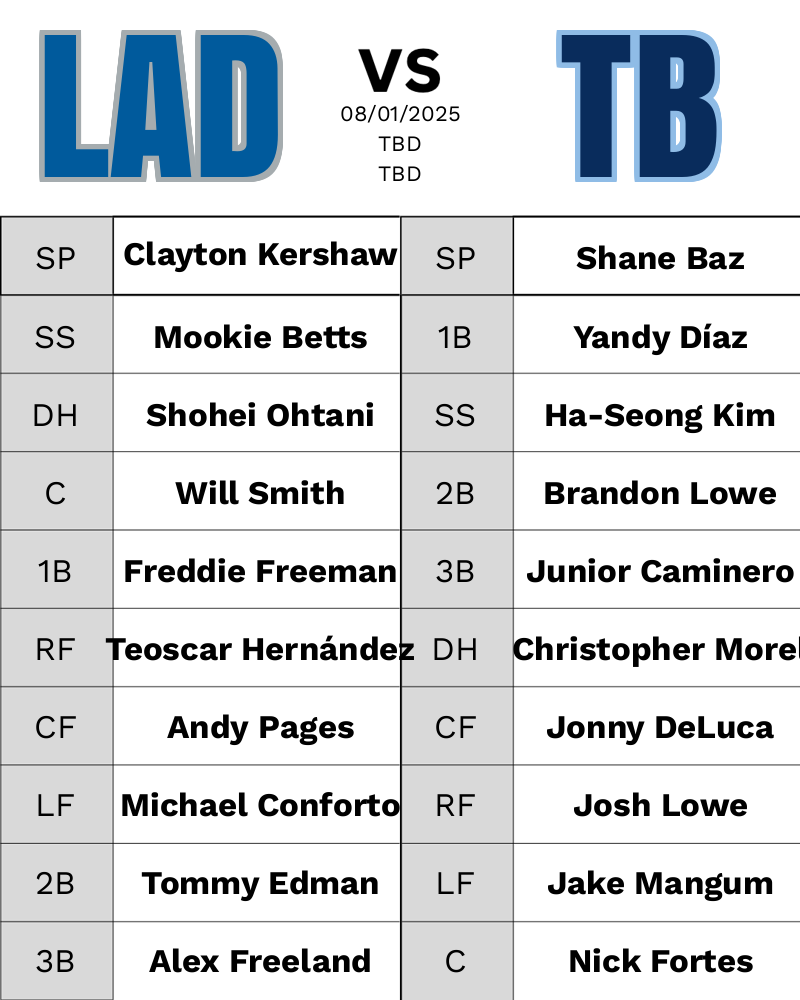 LAD VS TB
08/01/2025
TBD
TBD
SP Clayton Kershaw SP Shane Baz
SS Mookie Betts 1B Yandy Díaz
DH Shohei Ohtani SS Ha-Seong Kim
C Will Smith 2B Brandon Lowe
1B Freddie Freeman 3B Junior Caminero
RF Teoscar Hernández DH Christopher Morel
CF Andy Pages CF Jonny DeLuca
LF Michael Conforto RF Josh Lowe
2B Tommy Edman LF Jake Mangum
3B Alex Freeland C Nick Fortes